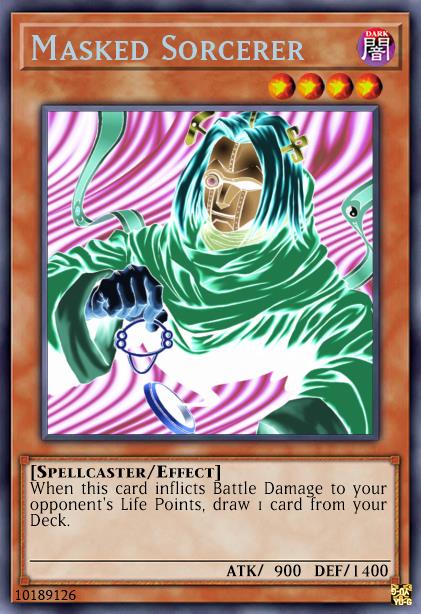 Masked Sorcerer
DARK
闇
[Spellcaster/Effect]
When this card inflicts Battle Damage to your
opponent's Life Points, draw 1 card from your
Deck.
ATK/ 900 DEF/1400
10189126